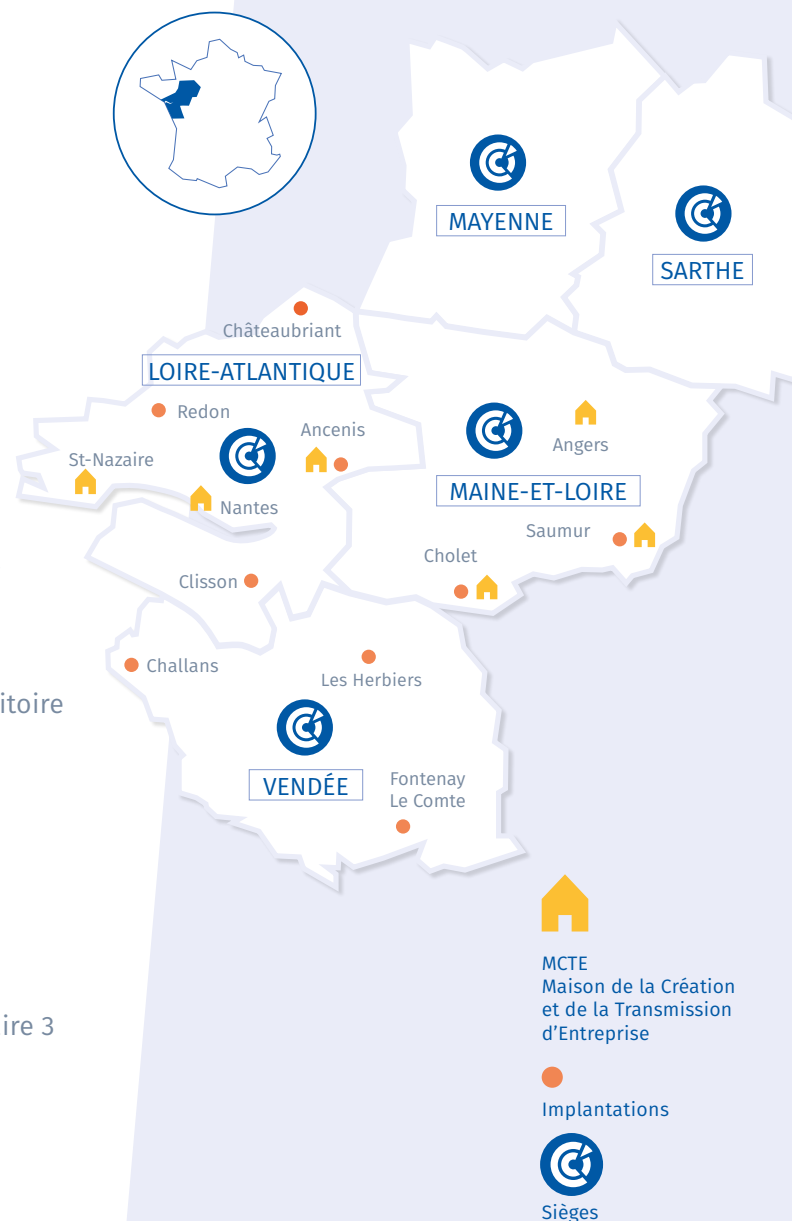 MAYENNE
SARTHE
Châteaubriant
LOIRE-ATLANTIQUE
Redon
Ancenis
St-Nazaire
Nantes
Angers
MAINE-ET-LOIRE
Saumur
Cholet
Clisson
Challans
Les Herbiers
itoire
VENDÉE
Fontenay
Le Comte
ire 3
MCTE
Maison de la Création
et de la Transmission
d’Entreprise
Implantations
Sièges